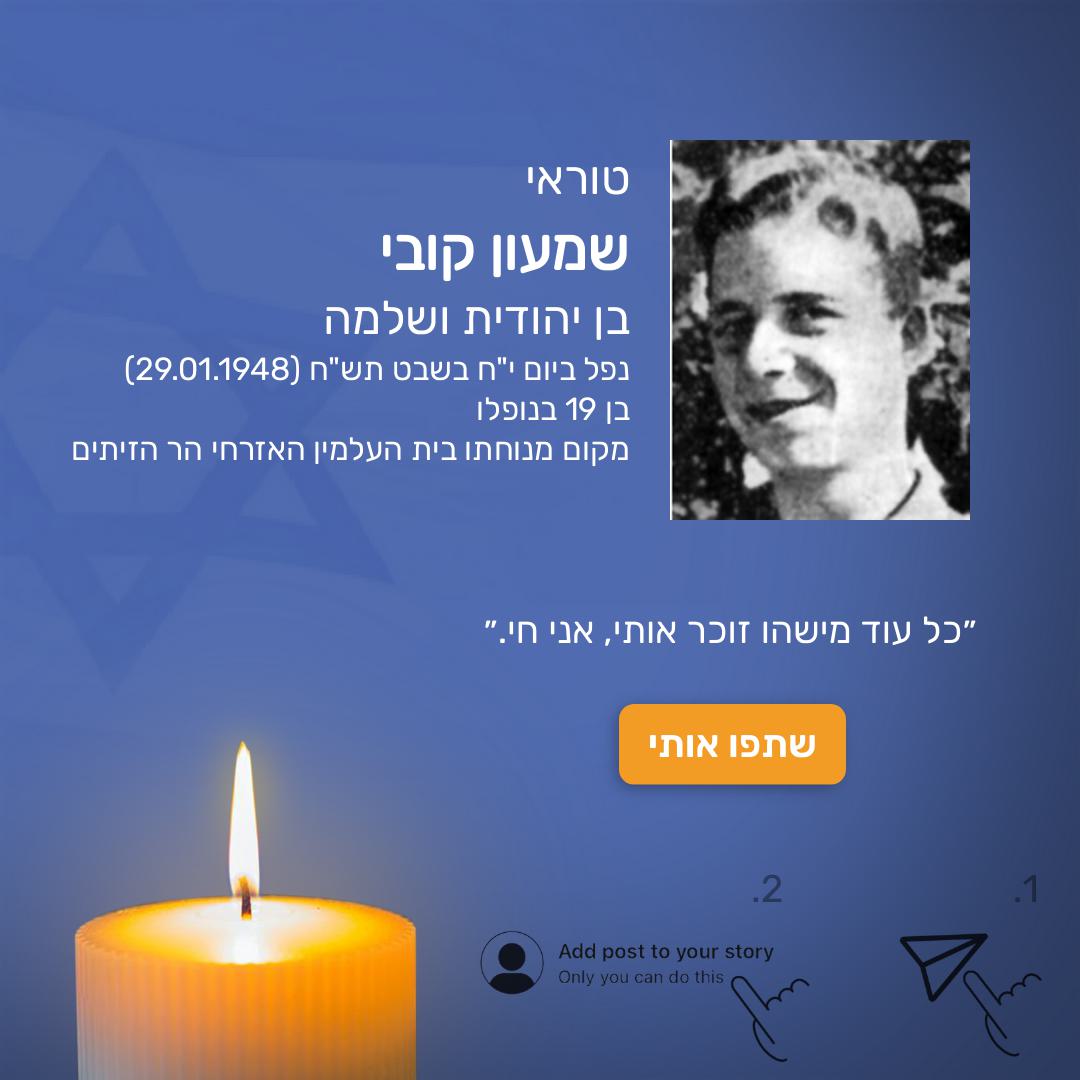 טוראי
שמעון קובי
בן יהודית ושלמה
נפל ביום י"ח בשבט תש"ח (29.01.1948)
בן 19 בנופלו
מקום מנוחתו בית העלמין האזרחי הר הזיתים
״כל עוד מישהו זוכר אותי, אני חי.״
שתפו אותי
1.
2.
Add post to your story
Only you can do this